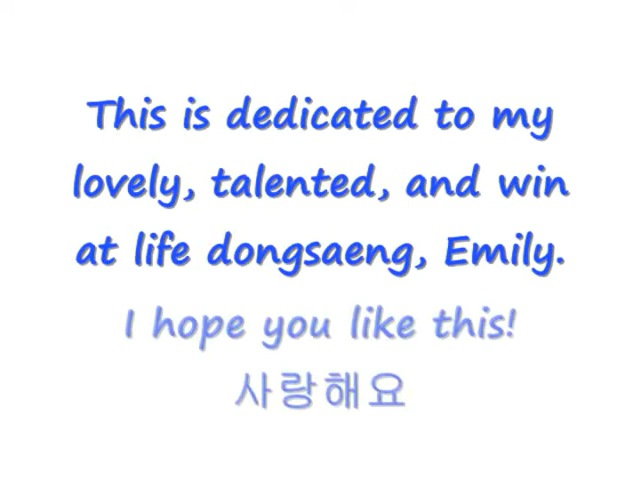 This is dedicated to my
lovely, talented, and win
at life dongsaeng, Emily.
I hope you like this!
사랑해요